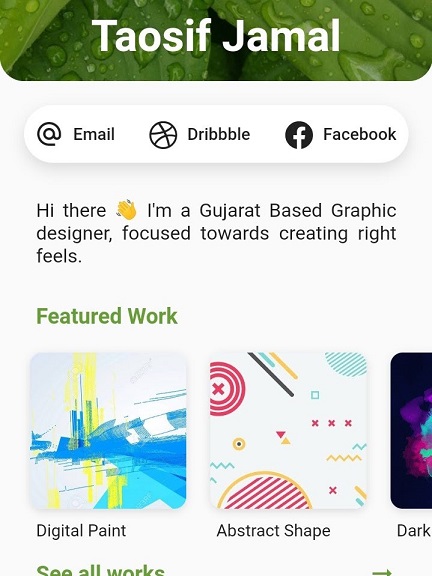 Taosif Jamal
Email Dribbble Facebook
Hi there 👋 I'm a Gujarat Based Graphic
designer, focused towards creating right
feels.
Featured Work
Digital Paint Abstract Shape Dark
See all works